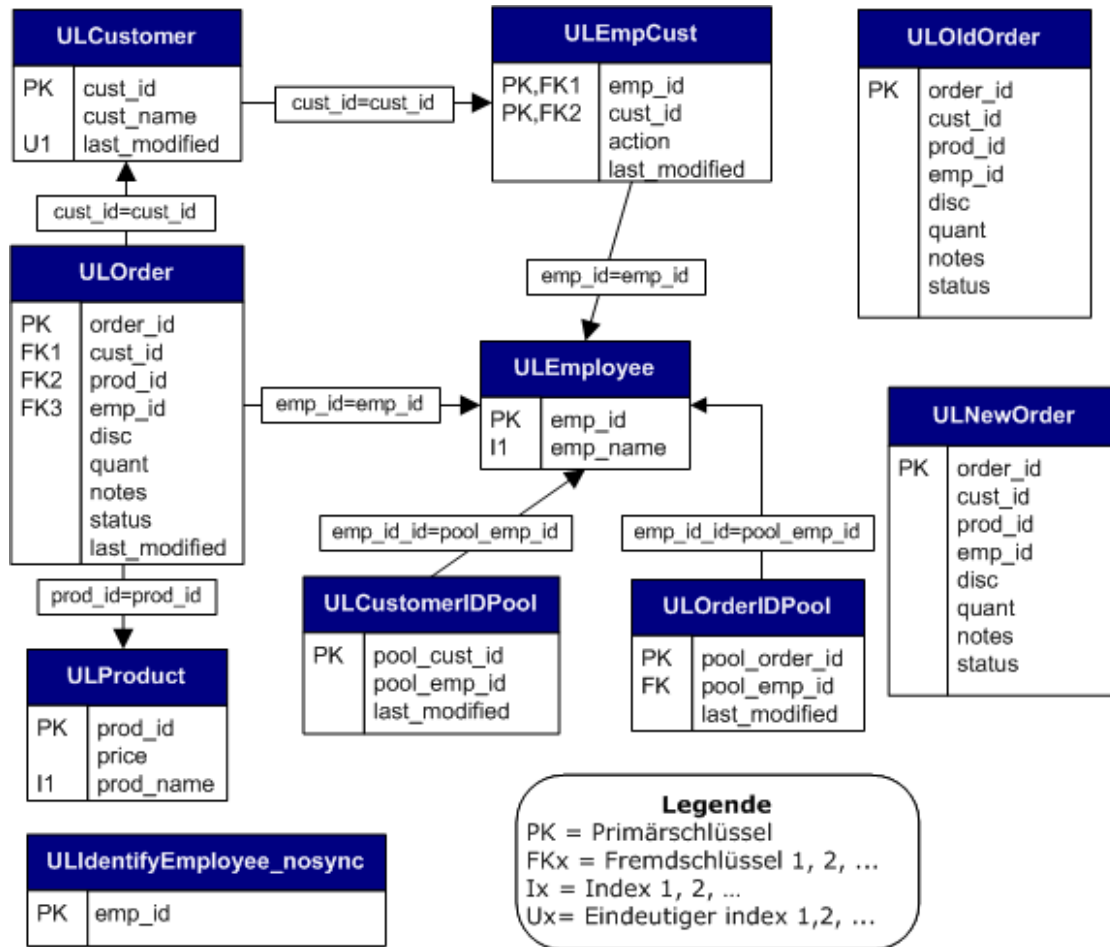 ULCustomer
PK cust_id
cust_name
U1 last_modified
cust_id=cust_id
ULEmpCust
PK,FK1 emp_id
PK,FK2 cust_id
action
last_modified
ULOldOrder
PK order_id
cust_id
prod_id
emp_id
disc
quant
notes
status
cust_id=cust_id
emp_id=emp_id
ULOrder
PK order_id
FK1 cust_id
FK2 prod_id
FK3 emp_id
disc
quant
notes
status
last_modified
emp_id=emp_id
ULEmployee
PK emp_id
I1 emp_name
ULNewOrder
PK order_id
cust_id
prod_id
emp_id
disc
quant
notes
status
emp_id_id=pool_emp_id
emp_id_id=pool_emp_id
prod_id=prod_id
ULCustomerIDPool
PK pool_cust_id
pool_emp_id
last_modified
ULOrderIDPool
PK pool_order_id
FK pool_emp_id
last_modified
ULProduct
PK prod_id
price
I1 prod_name
ULIdentifyEmployee_nosync
PK emp_id
Legende
PK = Primärschlüssel
FKx = Fremdschlüssel 1, 2, ...
Ix = Index 1, 2, ...
Ux= Eindeutiger index 1,2, ...